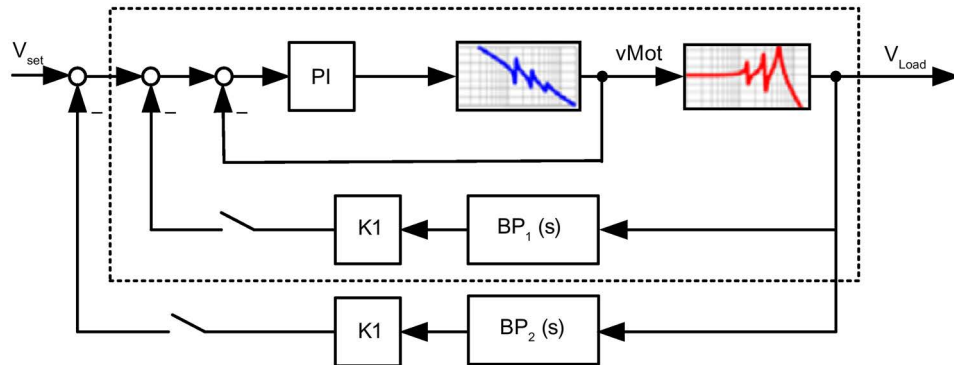 V_set
PI
vMot
V_Load
–
–
–
K1
BP_1 (s)
K1
BP_2 (s)